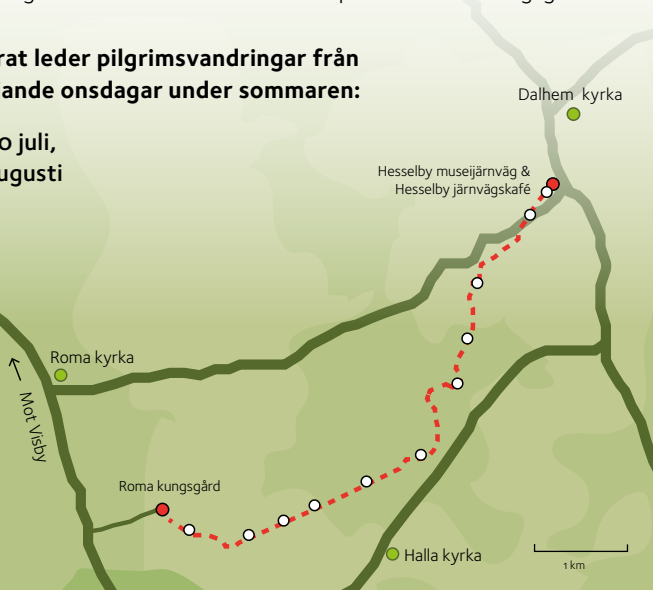 rat leder pilgrimsvandringar från
ande onsdagar under sommaren:
0 juli,
ugusti
Dalhem kyrka
Hesselby museijärnväg &
Hesselby järnvägskafé
Roma kyrka
Mot Visby
Roma kungsgård
Halla kyrka
1 km